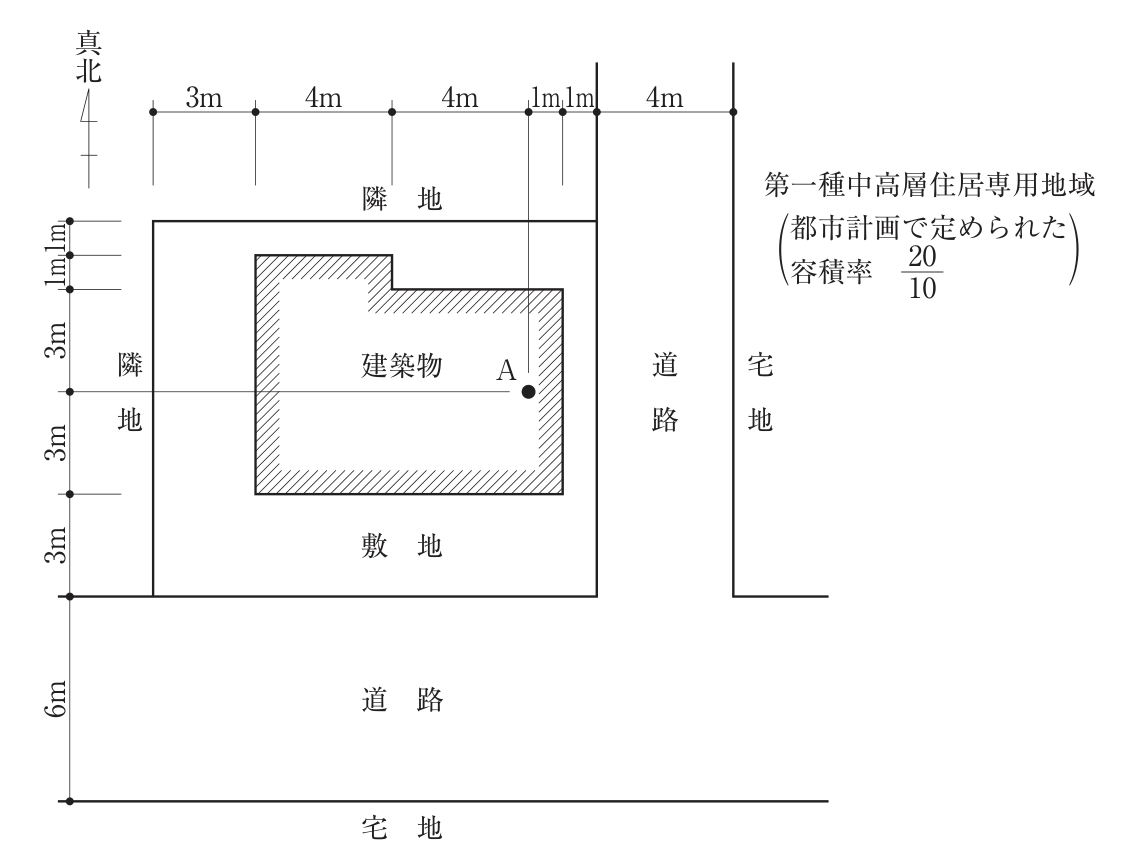 真北
3m 4m 4m 1m 1m 4m
隣 地
第一種中高層住居専用地域
(都市計画で定められた
容積率 20/10)
1m
1m
3m
3m
3m
6m
隣地
建築物
A
道路
宅地
敷 地
道 路
宅 地